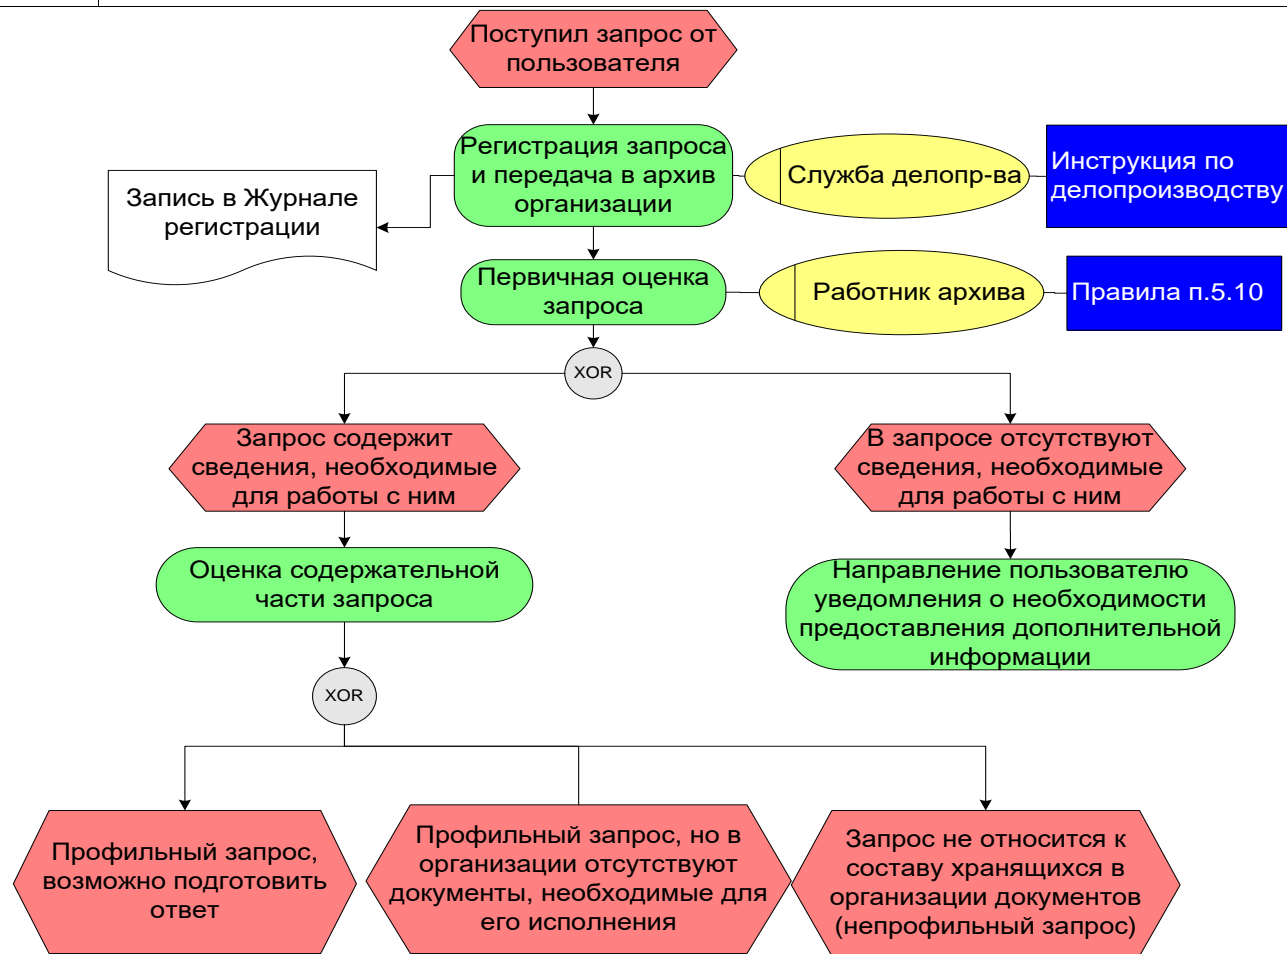 Поступил запрос от
пользователя
Регистрация запроса
и передача в архив
организации
Служба делопр-ва
Инструкция по
делопроизводству
Запись в Журнале
регистрации
Первичная оценка
запроса
Работник архива
Правила п.5.10
XOR
Запрос содержит
сведения, необходимые
для работы с ним
В запросе отсутствуют
сведения, необходимые
для работы с ним
Оценка содержательной
части запроса
Направление пользователю
уведомления о необходимости
предоставления дополнительной
информации
XOR
Профильный запрос,
возможно подготовить
ответ
Профильный запрос, но в
организации отсутствуют
документы, необходимые для
его исполнения
Запрос не относится к
составу хранящихся в
организации документов
(непрофильный запрос)